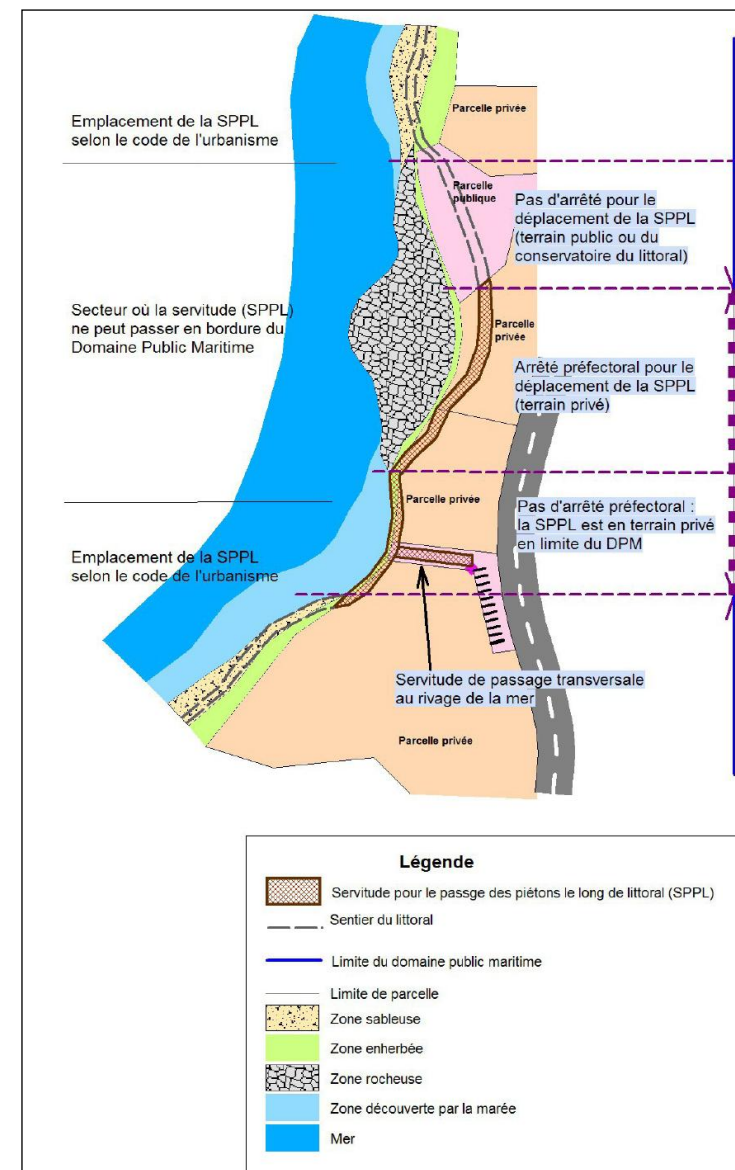 Emplacement de la SPPL
selon le code de l'urbanisme
Parcelle privée
Parcelle
publique
Pas d'arrêté pour le
déplacement de la SPPL
(terrain public ou du
conservatoire du littoral)
Secteur où la servitude (SPPL)
ne peut passer en bordure du
Domaine Public Maritime
Parcelle
privée
Arrêté préfectoral pour le
déplacement de la SPPL
(terrain privé)
Parcelle privée
Pas d'arrêté préfectoral :
la SPPL est en terrain privé
en limite du DPM
Emplacement de la SPPL
selon le code de l'urbanisme
Servitude de passage transversale
au rivage de la mer
Parcelle privée
Légende
Servitude pour le passge des piétons le long de littoral (SPPL)
Sentier du littoral
Limite du domaine public maritime
Limite de parcelle
Zone sableuse
Zone enherbée
Zone rocheuse
Zone découverte par la marée
Mer